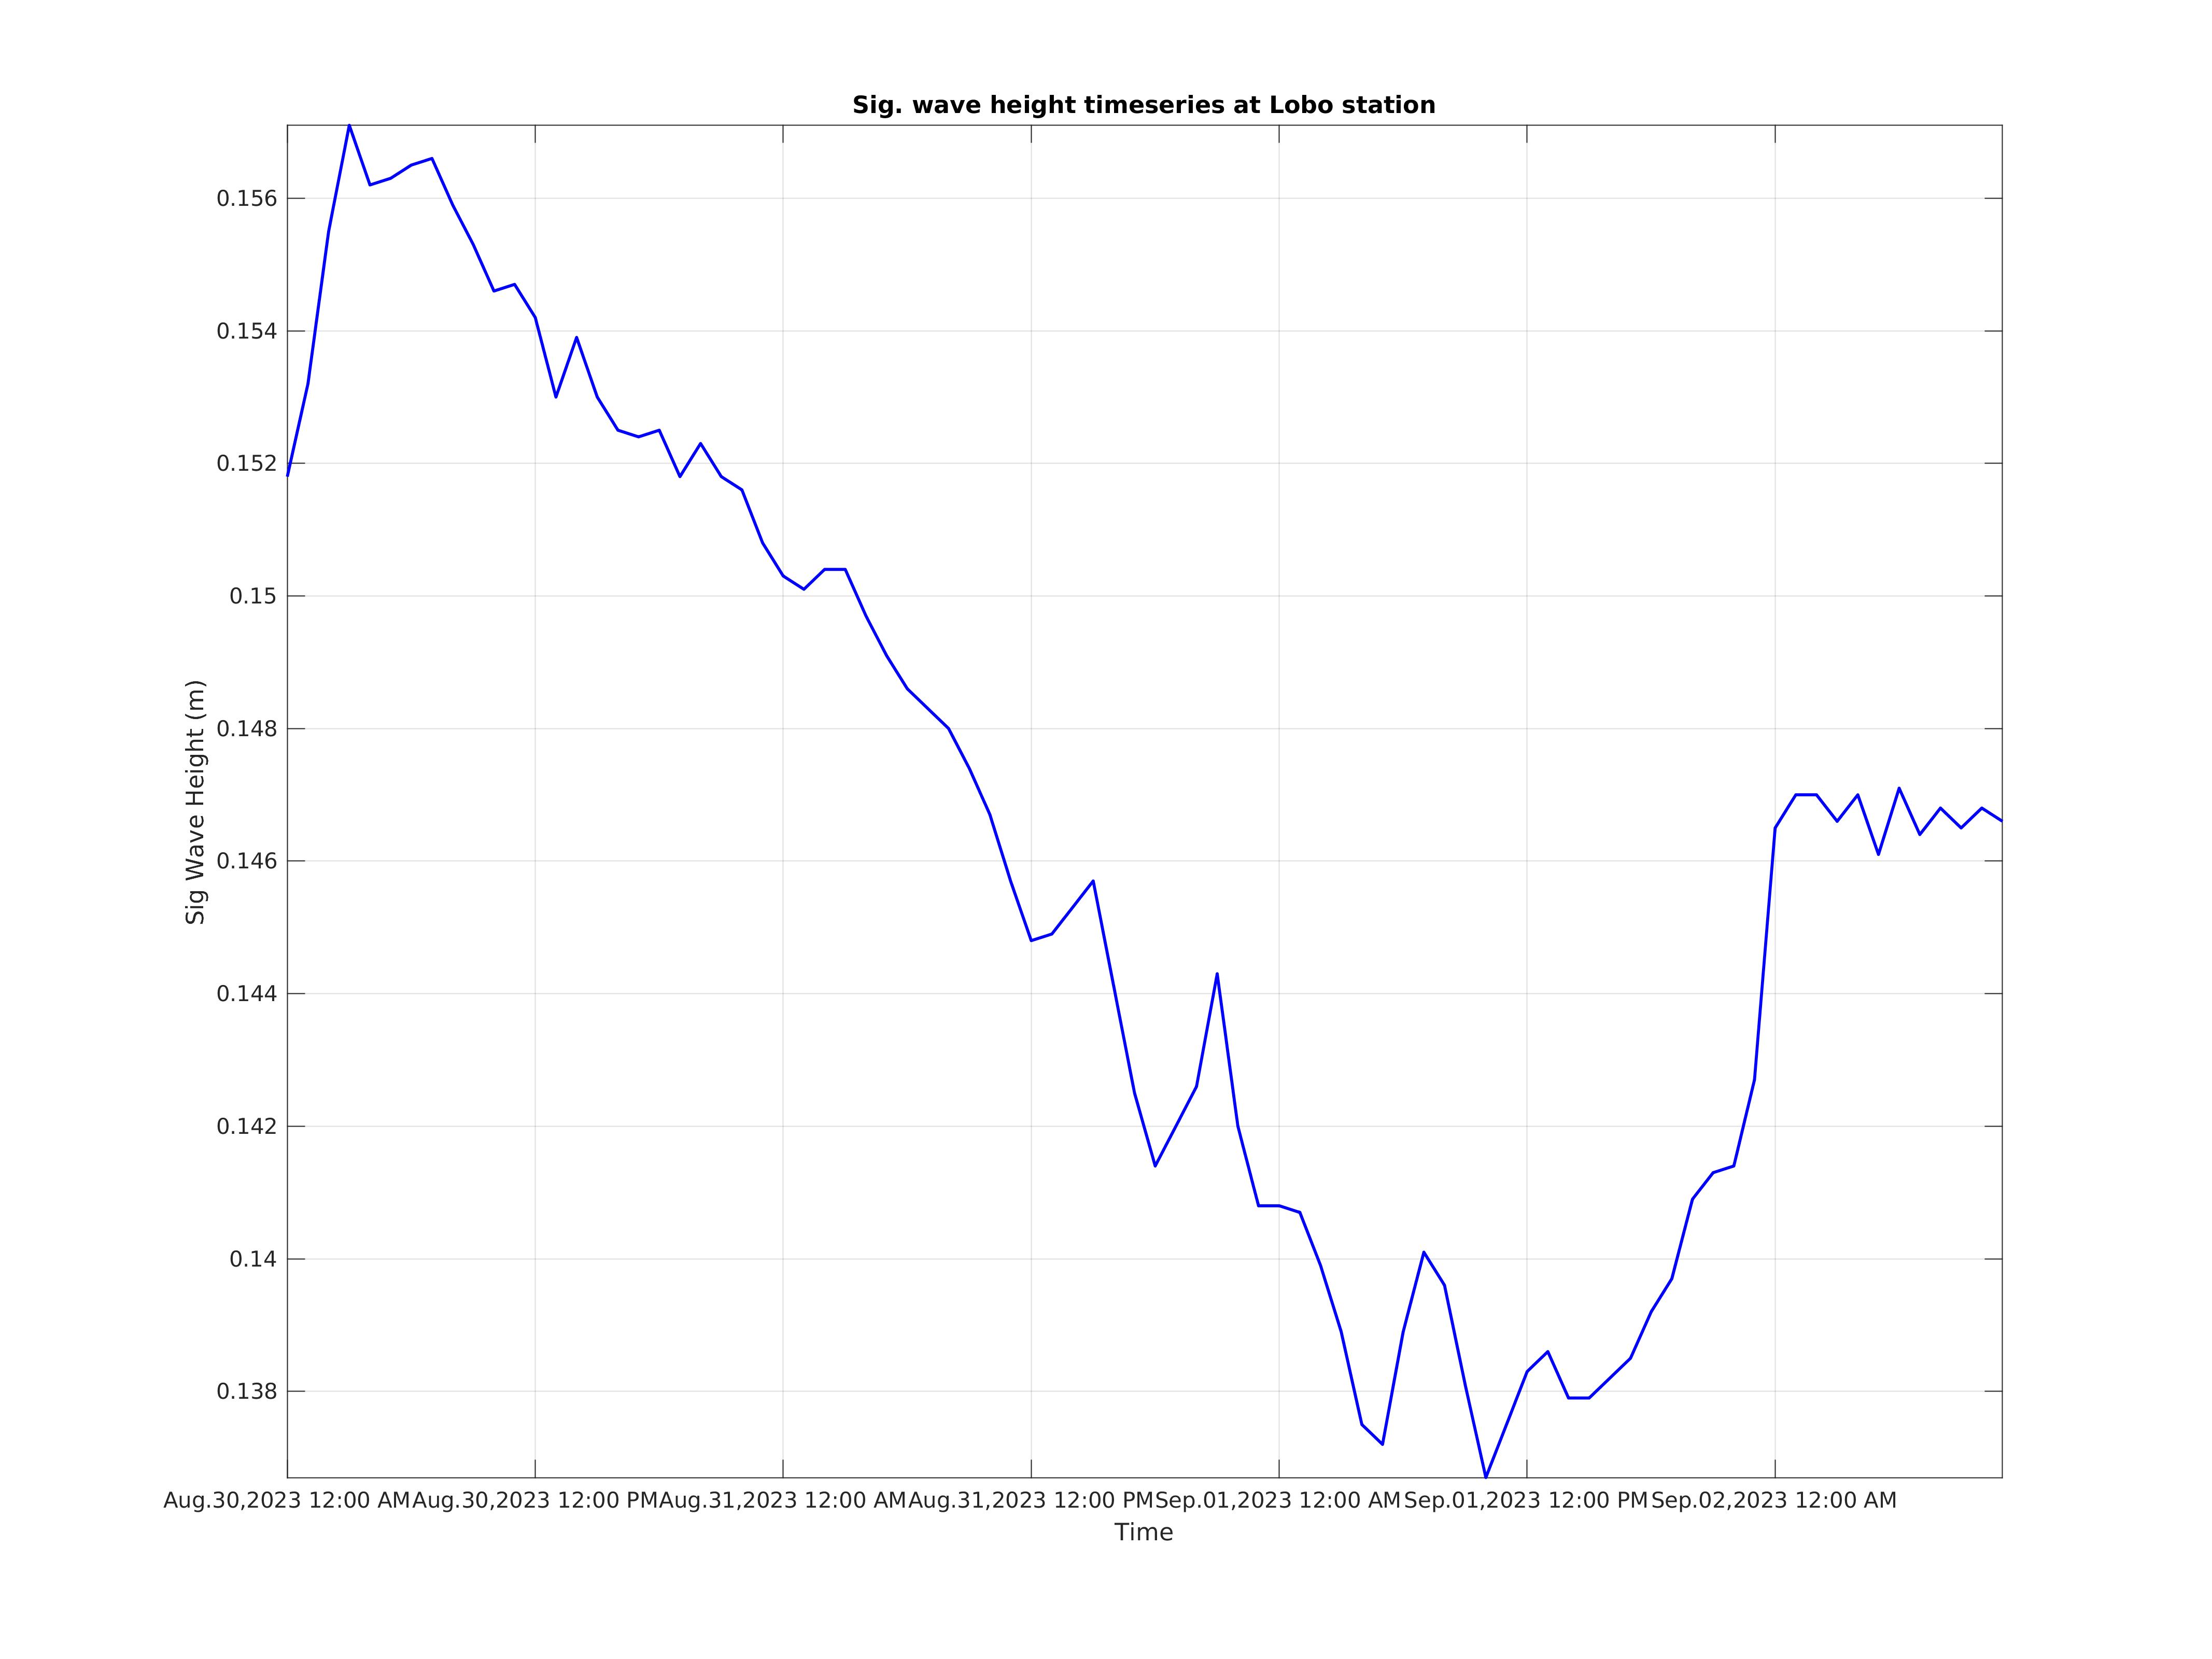 Sig. wave height timeseries at Lobo station
0.156
0.154
0.152
0.15
0.148
0.146
0.144
0.142
0.14
0.138
Sig Wave Height (m)
Aug.30,2023 12:00 AM Aug.30,2023 12:00 PM Aug.31,2023 12:00 AM Aug.31,2023 12:00 PM Sep.01,2023 12:00 AM Sep.01,2023 12:00 PM Sep.02,2023 12:00 AM
Time